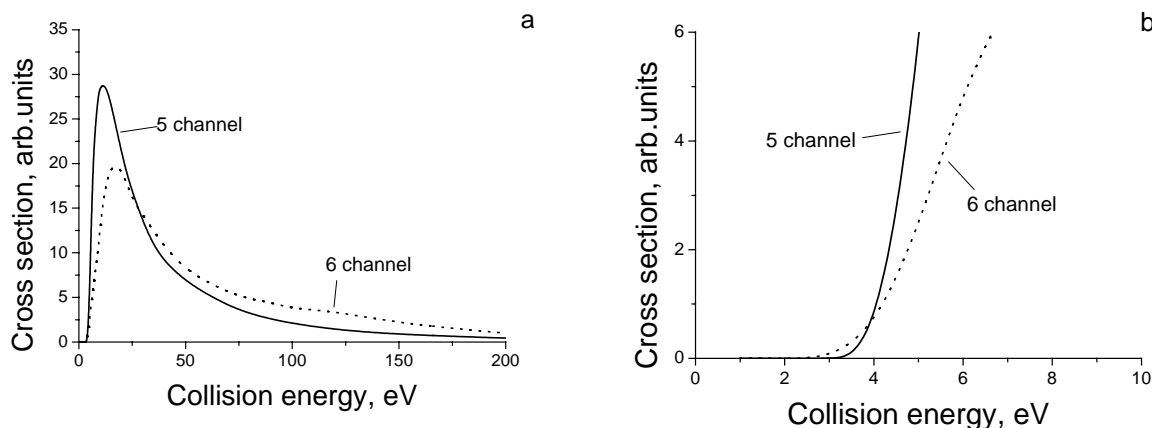 a
35
30
25
20
15
10
5
0
Cross section, arb.units
5 channel
6 channel
0
50
100
150
200
Collision energy, eV
b
6
4
2
0
Cross section, arb.units
5 channel
6 channel
0
2
4
6
8
10
Collision energy, eV